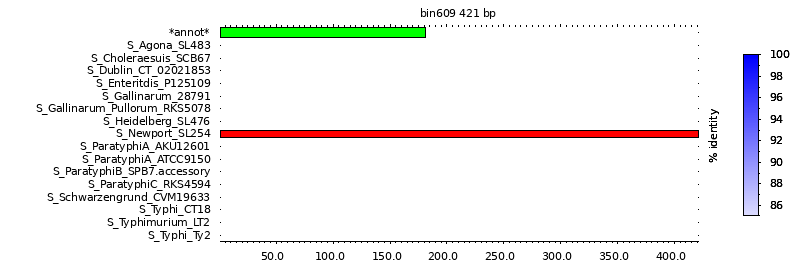 bin609 421 bp
*annot*
S_Agona_SL483
S_Choleraesuis_SCB67
S_Dublin_CT_02021853
S_Enteritdis_P125109
S_Gallinarum_28791
S_Gallinarum_Pullorum_RKS5078
S_Heidelberg_SL476
S_Newport_SL254
S_ParatyphiA_AKU12601
S_ParatyphiA_ATCC9150
S_ParatyphiB_SPB7.accessory
S_ParatyphiC_RKS4594
S_Schwarzengrund_CVM19633
S_Typhi_CT18
S_Typhimurium_LT2
S_Typhi_Ty2
50.0 100.0 150.0 200.0 250.0 300.0 350.0 400.0
% identity
100
98
96
94
92
90
88
86